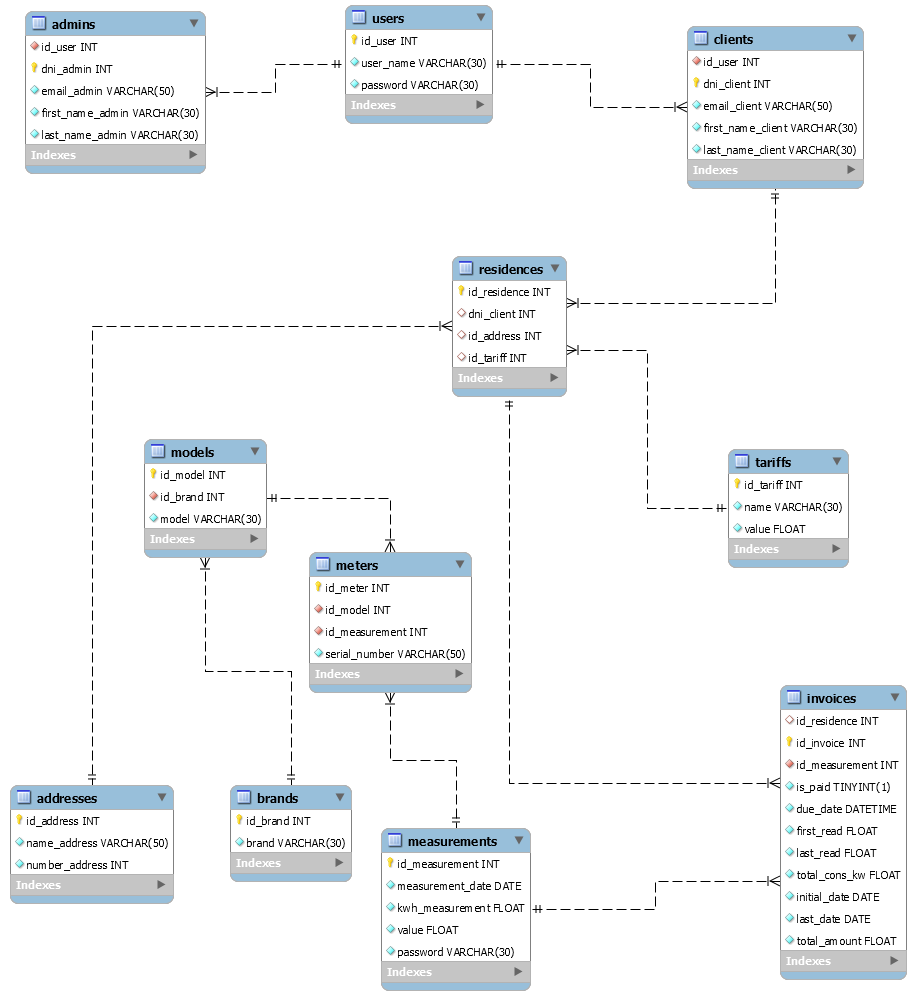 admins
id_user INT
dni_admin INT
email_admin VARCHAR(50)
first_name_admin VARCHAR(30)
last_name_admin VARCHAR(30)
Indexes
users
id_user INT
user_name VARCHAR(30)
password VARCHAR(30)
Indexes
clients
id_user INT
dni_client INT
email_client VARCHAR(50)
first_name_client VARCHAR(30)
last_name_client VARCHAR(30)
Indexes
residences
id_residence INT
dni_client INT
id_address INT
id_tariff INT
Indexes
models
id_model INT
id_brand INT
model VARCHAR(30)
Indexes
tariffs
id_tariff INT
name VARCHAR(30)
value FLOAT
Indexes
meters
id_meter INT
id_model INT
id_measurement INT
serial_number VARCHAR(50)
Indexes
invoices
id_residence INT
id_invoice INT
id_measurement INT
is_paid TINYINT(1)
due_date DATETIME
first_read FLOAT
last_read FLOAT
total_cons_kw FLOAT
initial_date DATE
last_date DATE
total_amount FLOAT
Indexes
addresses
id_address INT
name_address VARCHAR(50)
number_address INT
Indexes
brands
id_brand INT
brand VARCHAR(30)
Indexes
measurements
id_measurement INT
measurement_date DATE
kwh_measurement FLOAT
value FLOAT
password VARCHAR(30)
Indexes